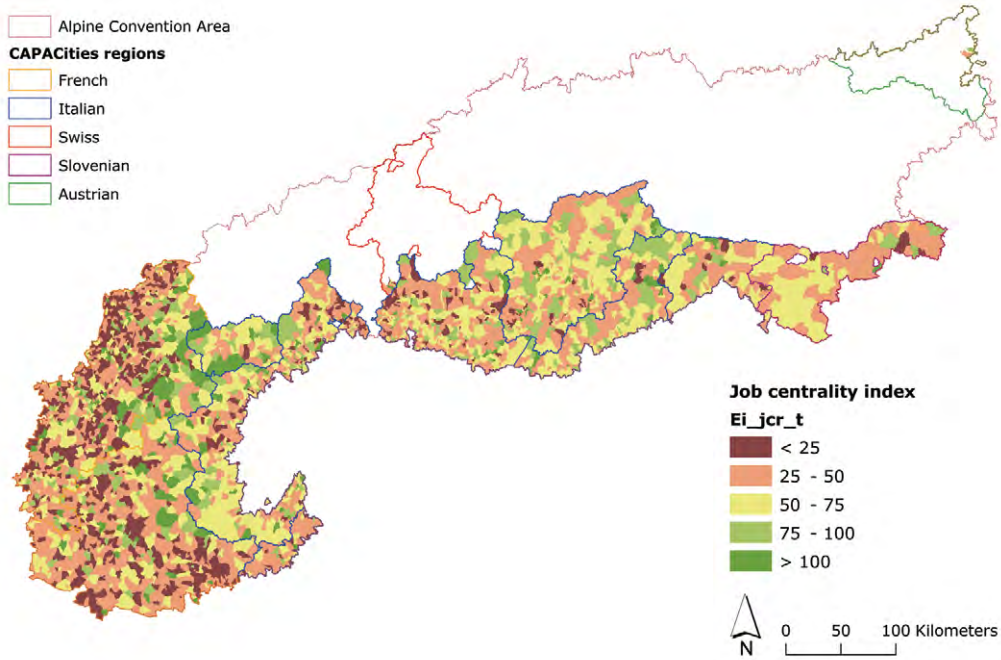 Alpine Convention Area
CAPACities regions
French
Italian
Swiss
Slovenian
Austrian
Job centrality index
Ei_jcr_t
< 25
25 - 50
50 - 75
75 - 100
> 100
N
0 50 100 Kilometers